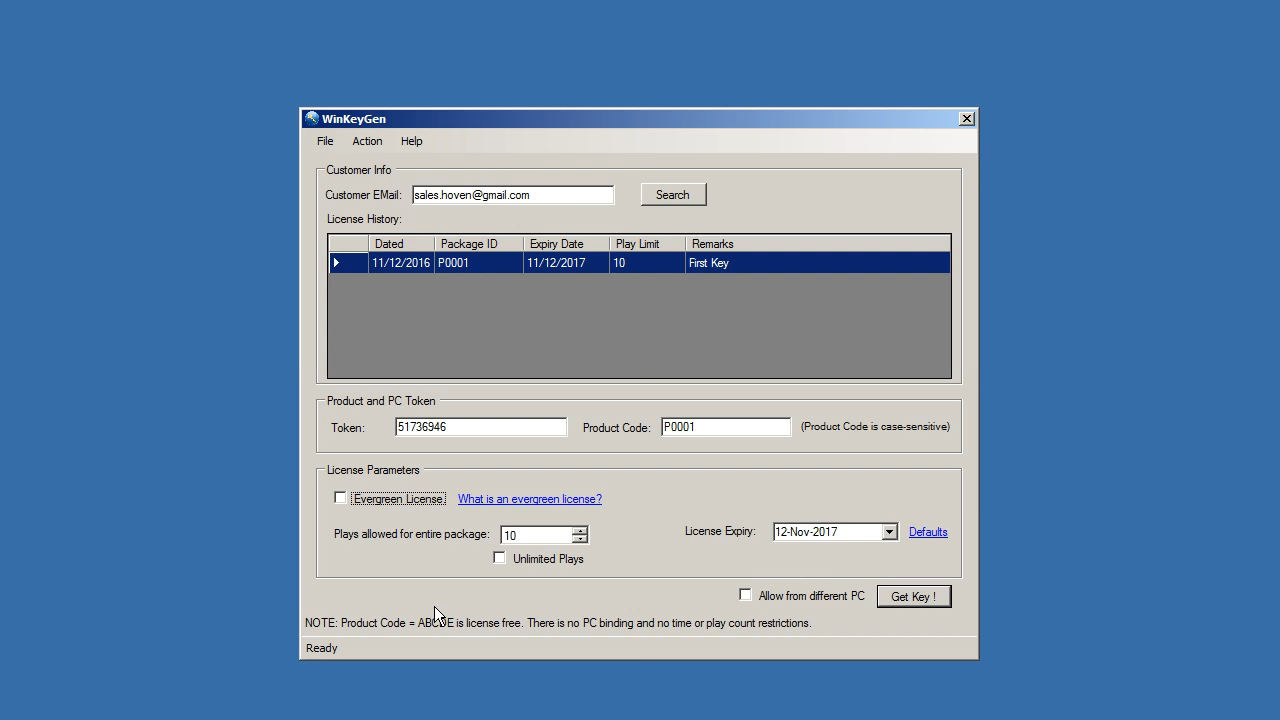 WinKeyGen
File Action Help
Customer Info
Customer EMail: sales.hoven@gmail.com Search
License History:
Dated Package ID Expiry Date Play Limit Remarks
11/12/2016 P0001 11/12/2017 10 First Key
Product and PC Token
Token: 51736946 Product Code: P0001 (Product Code is case-sensitive)
License Parameters
Evergreen License What is an evergreen license?
Plays allowed for entire package: 10 License Expiry: 12-Nov-2017 Defaults
Unlimited Plays
Allow from different PC Get Key !
NOTE: Product Code = ABCDE is license free. There is no PC binding and no time or play count restrictions.
Ready